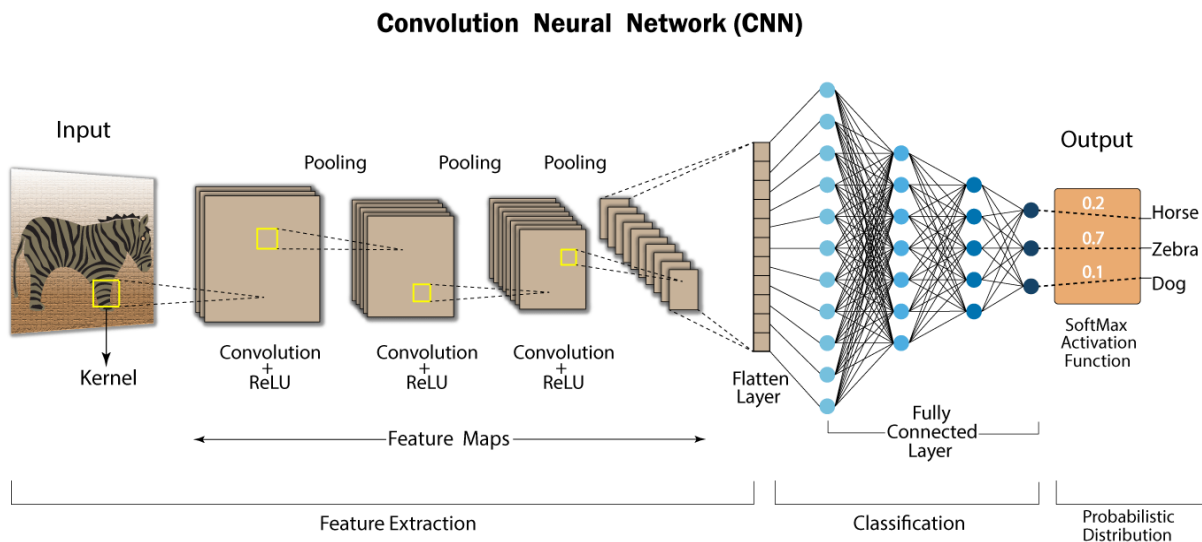 Convolution Neural Network (CNN)
Input
Output
Pooling
Pooling
Pooling
0.2
Horse
0.7
Zebra
0.1
Dog
Kernel
Convolution
+
ReLU
Convolution
+
ReLU
Convolution
+
ReLU
Flatten
Layer
SoftMax
Activation
Function
Feature Maps
Fully
Connected
Layer
Feature Extraction
Classification
Probabilistic
Distribution